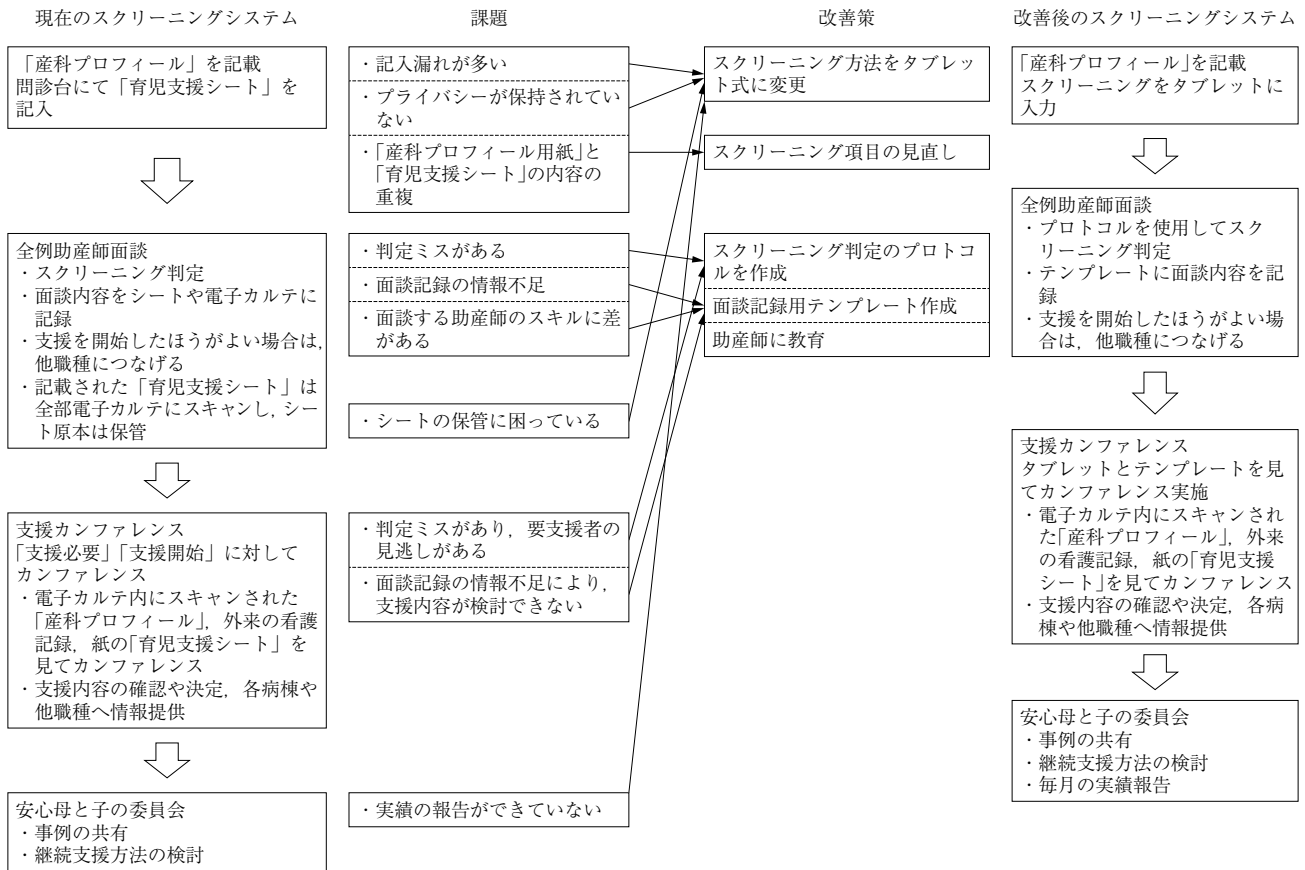 現在のスクリーニングシステム
「産科プロフィール」を記載
問診台にて「育児支援シート」を
記入
全例助産師面談
・スクリーニング判定
・面談内容をシートや電子カルテに
記録
・支援を開始したほうがよい場合は,
他職種につなげる
・記載された「育児支援シート」は
全部電子カルテにスキャンし, シー
ト原本は保管
支援カンファレンス
「支援必要」「支援開始」に対して
カンファレンス
・電子カルテ内にスキャンされた
「産科プロフィール」, 外来の看護
記録, 紙の「育児支援シート」を
見てカンファレンス
・支援内容の確認や決定, 各病棟や
他職種へ情報提供
安心母と子の委員会
・事例の共有
・継続支援方法の検討
課題
・記入漏れが多い
・プライバシーが保持されてい
ない
・「産科プロフィール用紙」と
「育児支援シート」の内容の
重複
・判定ミスがある
・面談記録の情報不足
・面談する助産師のスキルに差
がある
・シートの保管に困っている
・判定ミスがあり, 要支援者の
見逃しがある
・面談記録の情報不足により,
支援内容が検討できない
・実績の報告ができていない
改善策
スクリーニング方法をタブレッ
ト式に変更
スクリーニング項目の見直し
スクリーニング判定のプロトコ
ルを作成
面談記録用テンプレート作成
助産師に教育
改善後のスクリーニングシステム
「産科プロフィール」を記載
スクリーニングをタブレットに
入力
全例助産師面談
・プロトコルを使用してスク
リーニング判定
・テンプレートに面談内容を記
録
・支援を開始したほうがよい場
合は, 他職種につなげる
支援カンファレンス
タブレットとテンプレートを見
てカンファレンス実施
・電子カルテ内にスキャンされ
た「産科プロフィール」, 外来
の看護記録, 紙の「育児支援
シート」を見てカンファレンス
・支援内容の確認や決定, 各病
棟や他職種へ情報提供
安心母と子の委員会
・事例の共有
・継続支援方法の検討
・毎月の実績報告